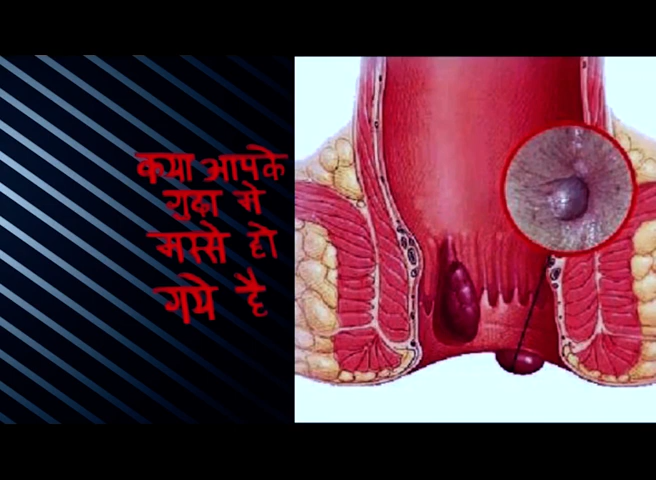 क्या आपके
गुदा मे
मस्से हो
गये है